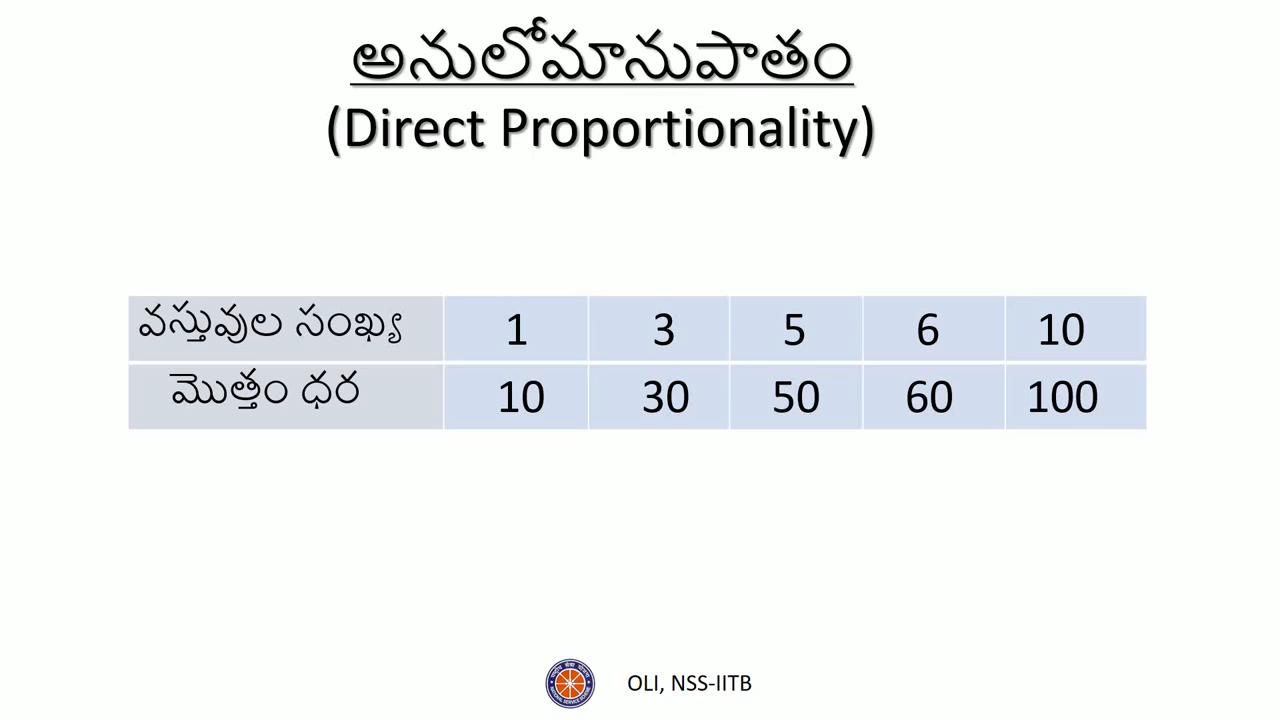 అనులోమానుపాతం
(Direct Proportionality)
వస్తువుల సంఖ్య 1 3 5 6 10
మొత్తం ధర 10 30 50 60 100
OLI, NSS-IITB